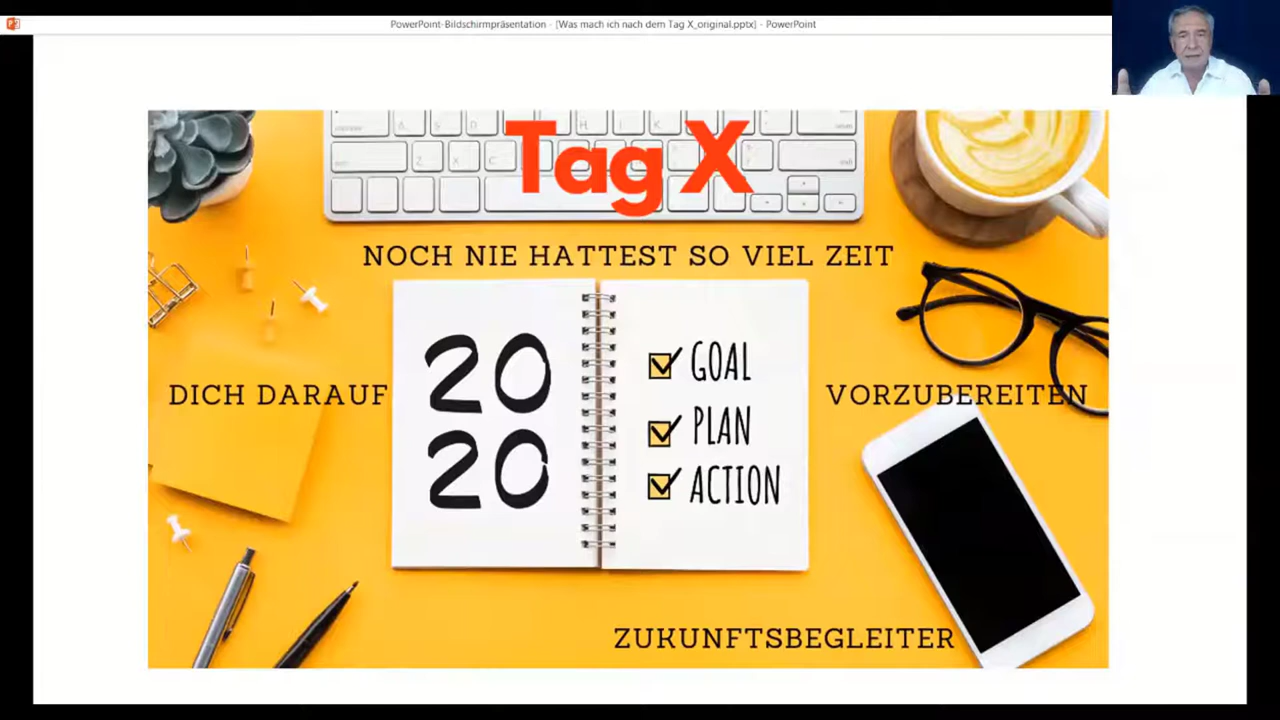 PowerPoint-Bildschirmpräsentation - [Was mach ich nach dem Tag X_original.pptx] - PowerPoint
Tag X
NOCH NIE HATTEST SO VIEL ZEIT
DICH DARAUF
20
20
GOAL
PLAN
ACTION
VORZUBEREITEN
ZUKUNFTSBEGLEITER